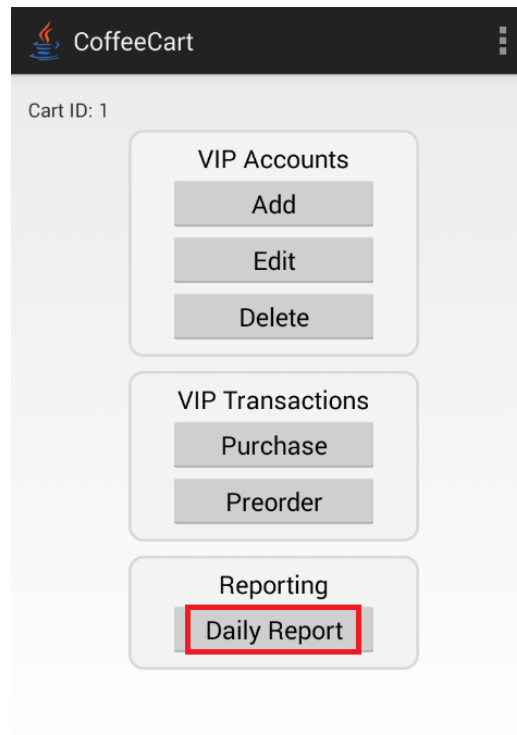 CoffeeCart
Cart ID: 1
VIP Accounts
Add
Edit
Delete
VIP Transactions
Purchase
Preorder
Reporting
Daily Report